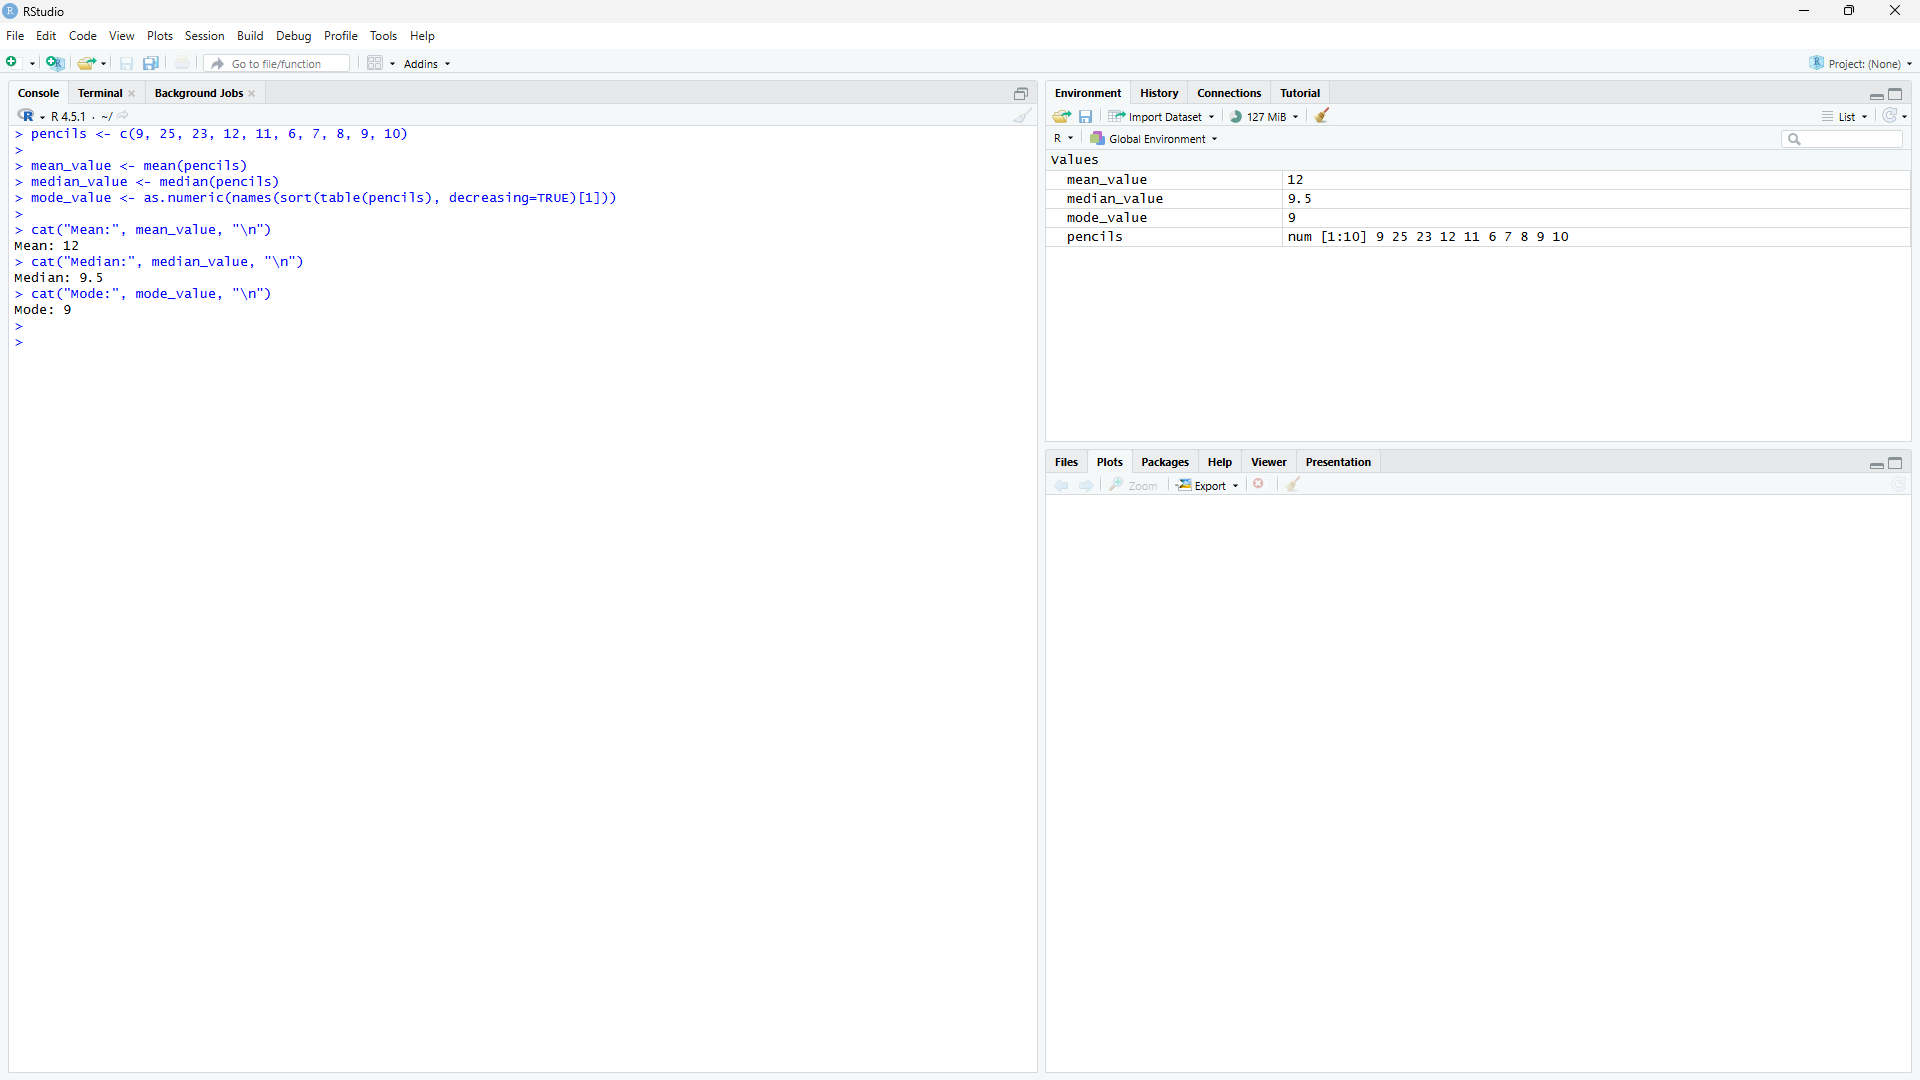 RStudio
File Edit Code View Plots Session Build Debug Profile Tools Help
Go to file/function Addins Project: (None)
Console Terminal Background Jobs
R 4.5.1 · ~/
> pencils <- c(9, 25, 23, 12, 11, 6, 7, 8, 9, 10)
>
> mean_value <- mean(pencils)
> median_value <- median(pencils)
> mode_value <- as.numeric(names(sort(table(pencils), decreasing=TRUE)[1]))
>
> cat("Mean:", mean_value, "\n")
Mean: 12
> cat("Median:", median_value, "\n")
Median: 9.5
> cat("Mode:", mode_value, "\n")
Mode: 9
>
>
Environment History Connections Tutorial
Import Dataset 127 MiB List
R Global Environment
Values
mean_value 12
median_value 9.5
mode_value 9
pencils num [1:10] 9 25 23 12 11 6 7 8 9 10
Files Plots Packages Help Viewer Presentation
Zoom Export